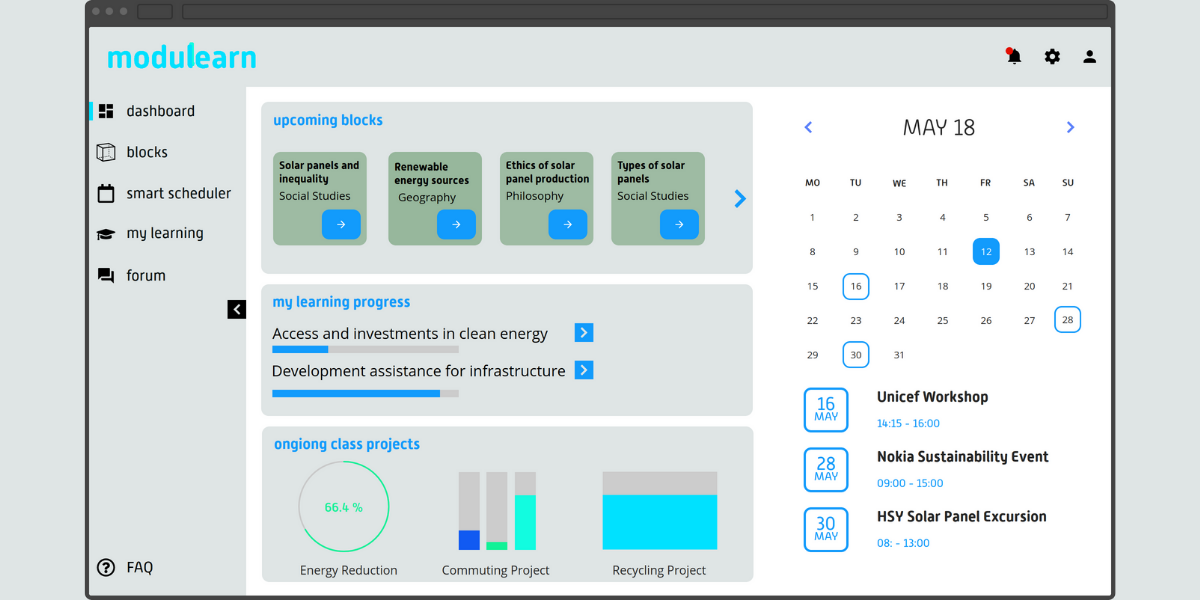 modulearn
dashboard
blocks
smart scheduler
my learning
forum
FAQ
upcoming blocks
Solar panels and
inequality
Social Studies
Renewable
energy sources
Geography
Ethics of solar
panel production
Philosophy
Types of solar
panels
Social Studies
my learning progress
Access and investments in clean energy
Development assistance for infrastructure
ongiong class projects
66.4 %
Energy Reduction
Commuting Project
Recycling Project
MAY 18
MO TU WE TH FR SA SU
1 2 3 4 5 6 7
8 9 10 11 12 13 14
15 16 17 18 19 20 21
22 23 24 25 26 27 28
29 30 31
16
MAY
Unicef Workshop
14:15 - 16:00
28
MAY
Nokia Sustainability Event
09:00 - 15:00
30
MAY
HSY Solar Panel Excursion
08: - 13:00